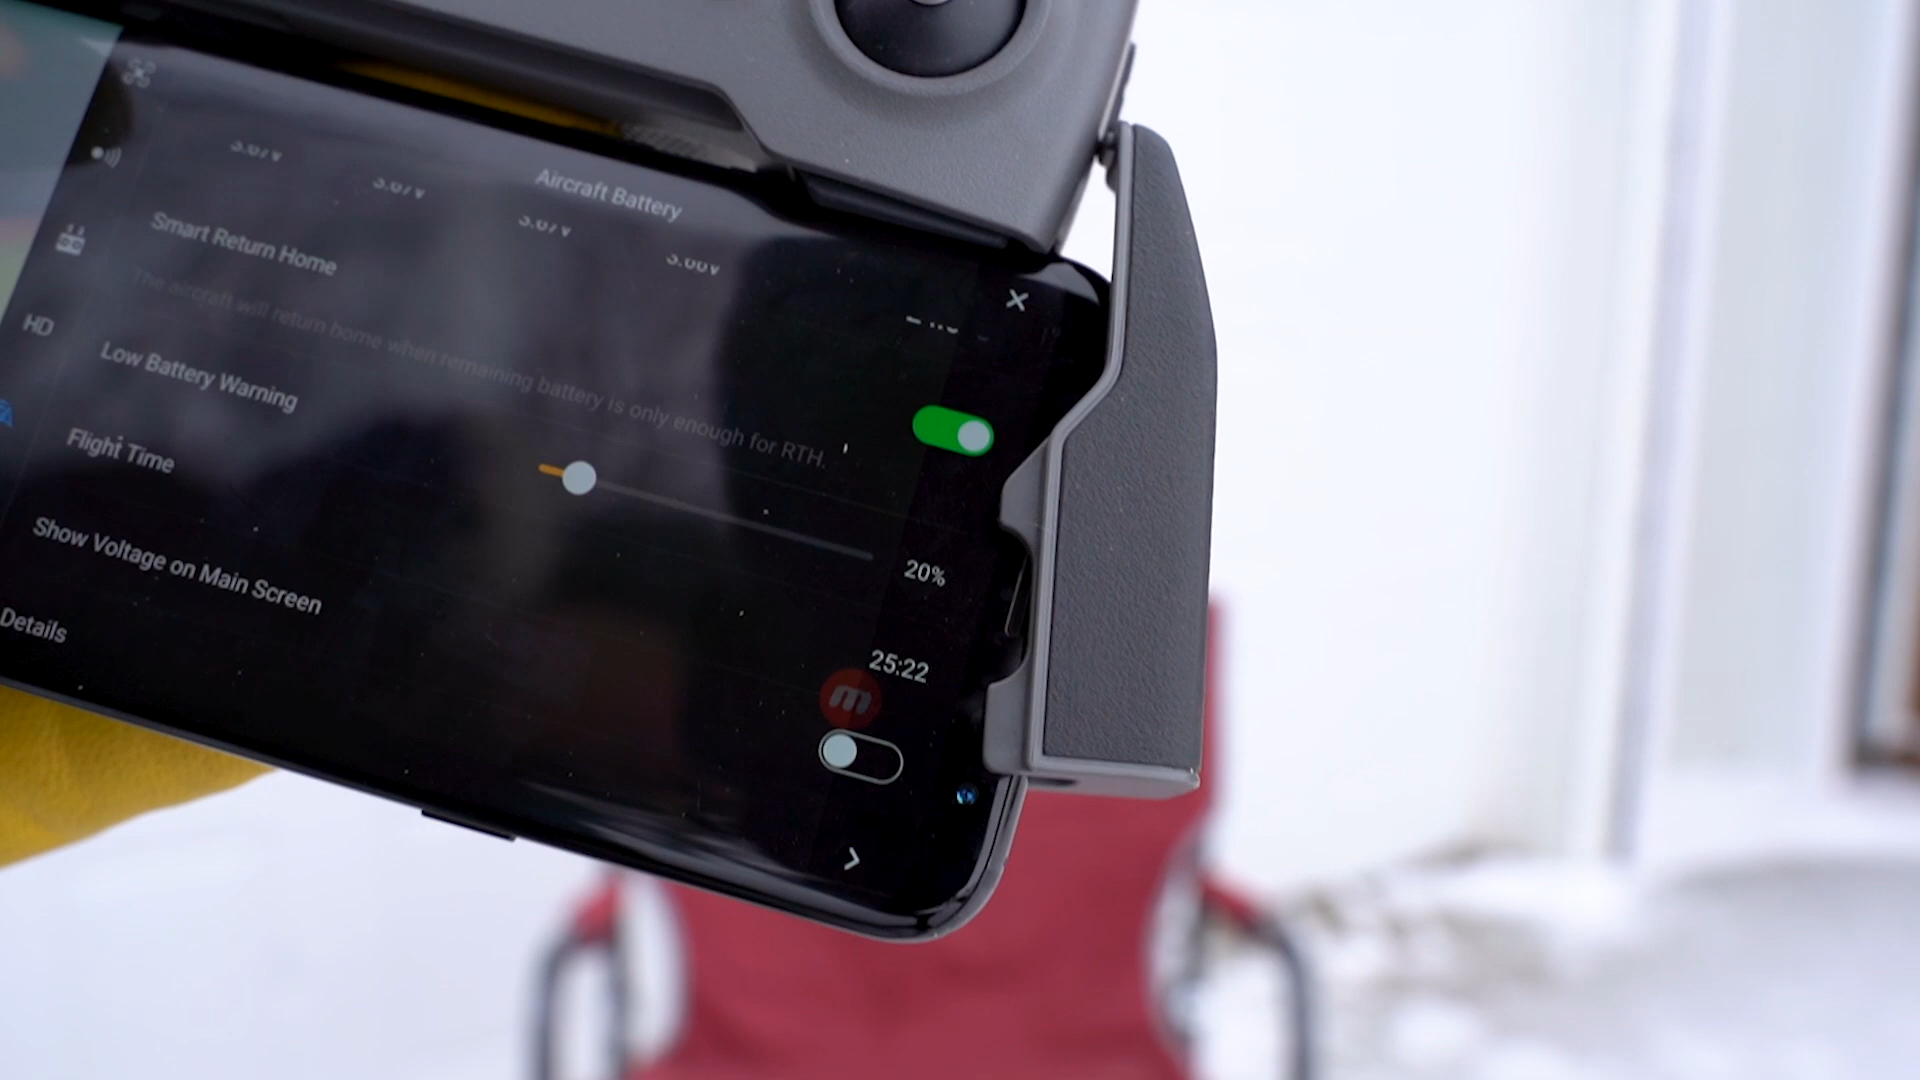 Aircraft Battery
Smart Return Home
The aircraft will return home when remaining battery is only enough for RTH.
HD
Low Battery Warning
20%
Flight Time
25:22
Show Voltage on Main Screen
Details